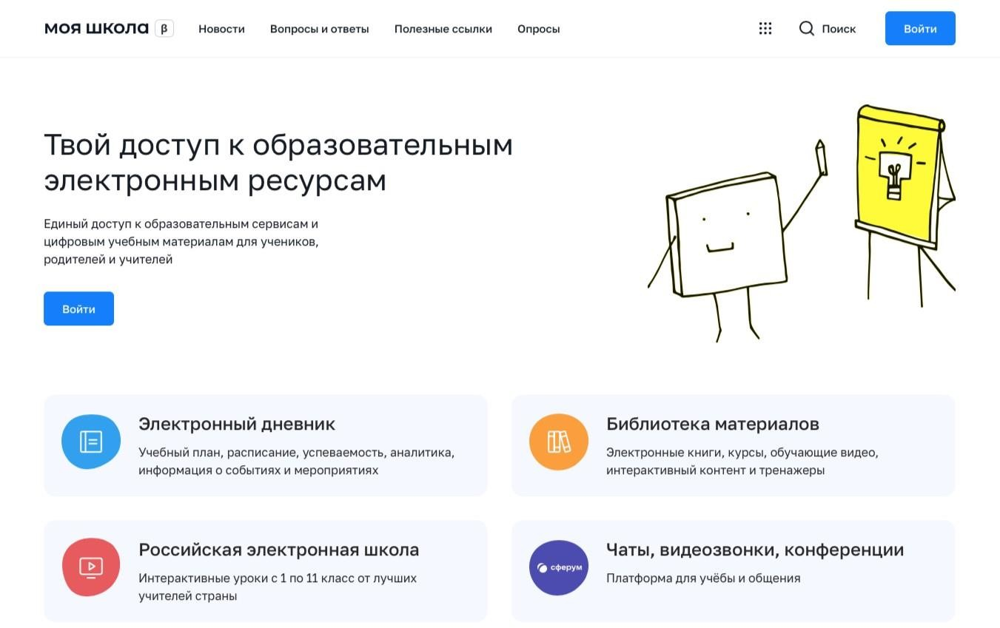 моя школа β
Новости
Вопросы и ответы
Полезные ссылки
Опросы
Поиск
Войти
Твой доступ к образовательным
электронным ресурсам
Единый доступ к образовательным сервисам и
цифровым учебным материалам для учеников,
родителей и учителей
Войти
Электронный дневник
Учебный план, расписание, успеваемость, аналитика,
информация о событиях и мероприятиях
Библиотека материалов
Электронные книги, курсы, обучающие видео,
интерактивный контент и тренажеры
Российская электронная школа
Интерактивные уроки с 1 по 11 класс от лучших
учителей страны
сферум
Чаты, видеозвонки, конференции
Платформа для учёбы и общения